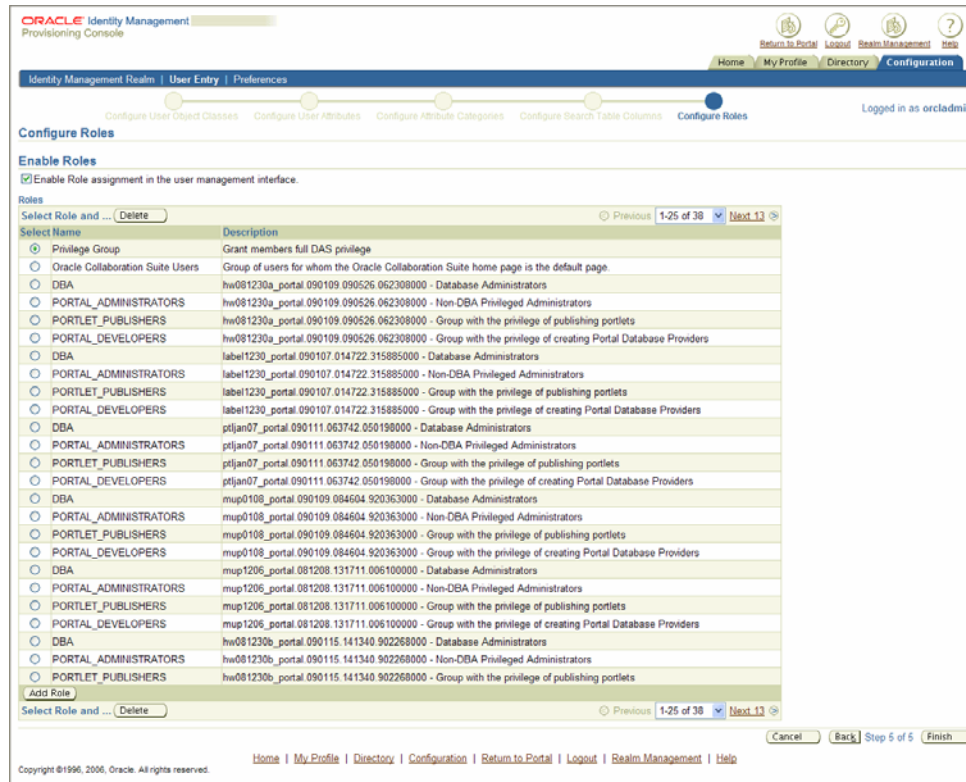 ORACLE Identity Management
Provisioning Console
Return to Portal Logout Realm Management Help
Home My Profile Directory Configuration
Identity Management Realm | User Entry | Preferences
Configure User Object Classes Configure User Attributes Configure Attribute Categories Configure Search Table Columns Configure Roles
Logged in as orcladmi
Configure Roles
Enable Roles
Enable Role assignment in the user management interface.
Roles
Select Role and ... Delete Previous 1-25 of 38 Next 13
Select Name Description
Privilege Group Grant members full DAS privilege
Oracle Collaboration Suite Users Group of users for whom the Oracle Collaboration Suite home page is the default page.
DBA hw081230a_portal.090109.090526.062308000 - Database Administrators
PORTAL_ADMINISTRATORS hw081230a_portal.090109.090526.062308000 - Non-DBA Privileged Administrators
PORTLET_PUBLISHERS hw081230a_portal.090109.090526.062308000 - Group with the privilege of publishing portlets
PORTAL_DEVELOPERS hw081230a_portal.090109.090526.062308000 - Group with the privilege of creating Portal Database Providers
DBA label1230_portal.090107.014722.315885000 - Database Administrators
PORTAL_ADMINISTRATORS label1230_portal.090107.014722.315885000 - Non-DBA Privileged Administrators
PORTLET_PUBLISHERS label1230_portal.090107.014722.315885000 - Group with the privilege of publishing portlets
PORTAL_DEVELOPERS label1230_portal.090107.014722.315885000 - Group with the privilege of creating Portal Database Providers
DBA ptljan07_portal.090111.063742.050198000 - Database Administrators
PORTAL_ADMINISTRATORS ptljan07_portal.090111.063742.050198000 - Non-DBA Privileged Administrators
PORTLET_PUBLISHERS ptljan07_portal.090111.063742.050198000 - Group with the privilege of publishing portlets
PORTAL_DEVELOPERS ptljan07_portal.090111.063742.050198000 - Group with the privilege of creating Portal Database Providers
DBA mup0108_portal.090109.084604.920363000 - Database Administrators
PORTAL_ADMINISTRATORS mup0108_portal.090109.084604.920363000 - Non-DBA Privileged Administrators
PORTLET_PUBLISHERS mup0108_portal.090109.084604.920363000 - Group with the privilege of publishing portlets
PORTAL_DEVELOPERS mup0108_portal.090109.084604.920363000 - Group with the privilege of creating Portal Database Providers
DBA mup1206_portal.081208.131711.006100000 - Database Administrators
PORTAL_ADMINISTRATORS mup1206_portal.081208.131711.006100000 - Non-DBA Privileged Administrators
PORTLET_PUBLISHERS mup1206_portal.081208.131711.006100000 - Group with the privilege of publishing portlets
PORTAL_DEVELOPERS mup1206_portal.081208.131711.006100000 - Group with the privilege of creating Portal Database Providers
DBA hw081230b_portal.090115.141340.902268000 - Database Administrators
PORTAL_ADMINISTRATORS hw081230b_portal.090115.141340.902268000 - Non-DBA Privileged Administrators
PORTLET_PUBLISHERS hw081230b_portal.090115.141340.902268000 - Group with the privilege of publishing portlets
Add Role
Select Role and ... Delete Previous 1-25 of 38 Next 13
Cancel Back Step 5 of 5 Finish
Home | My Profile | Directory | Configuration | Return to Portal | Logout | Realm Management | Help
Copyright ©1996, 2006, Oracle. All rights reserved.